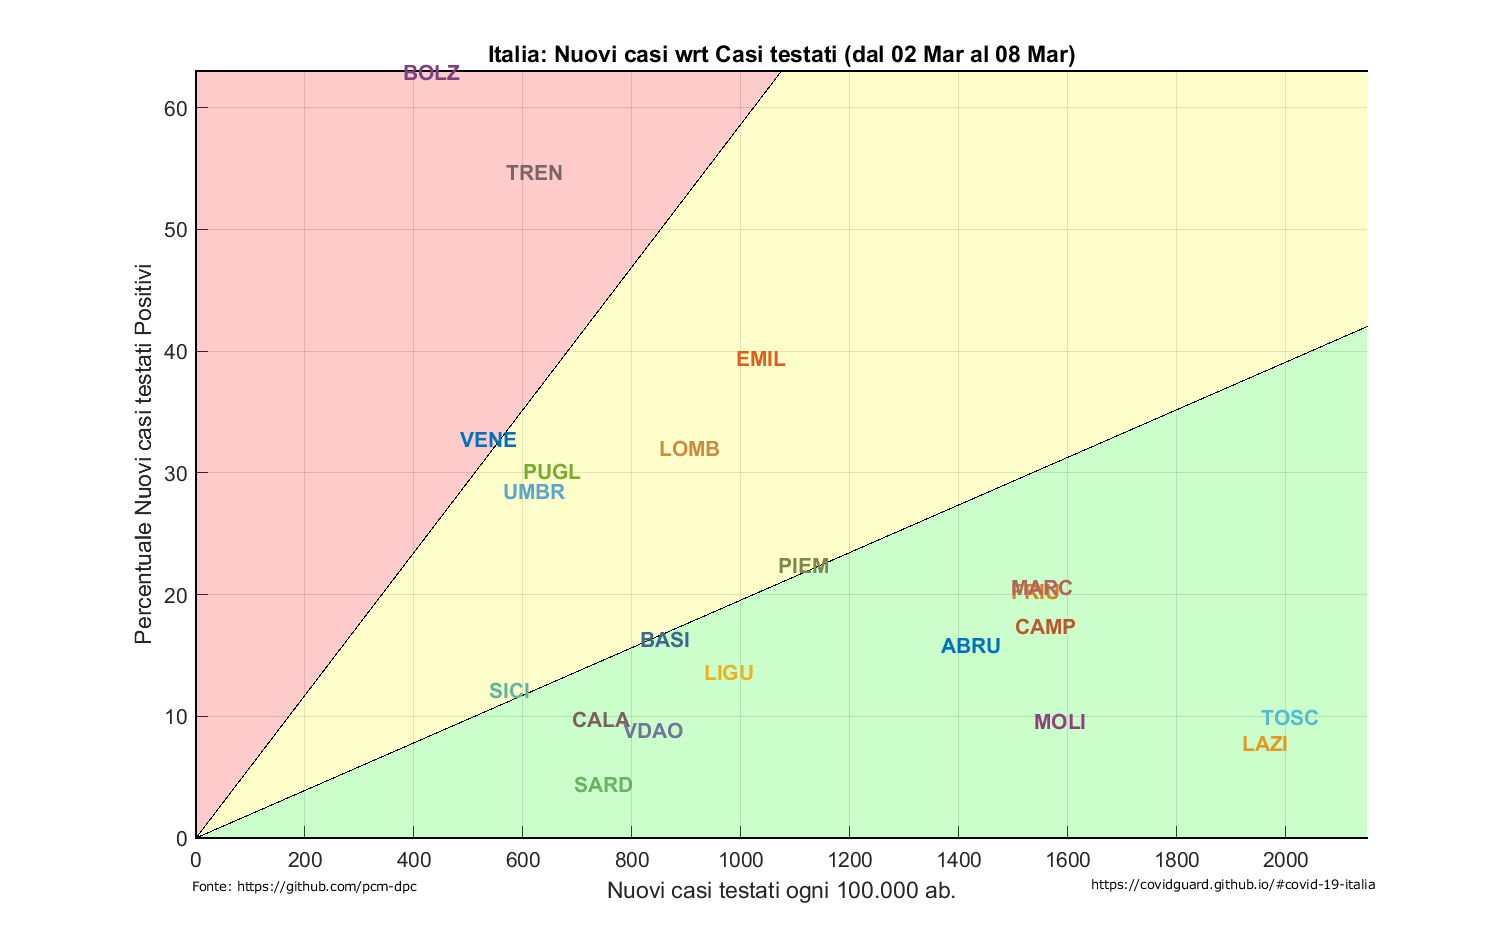 Italia: Nuovi casi wrt Casi testati (dal 02 Mar al 08 Mar)
BOLZ
60
TREN
50
40
EMIL
VENE
LOMB
30
PUGL
UMBR
PIEM
20
MARC
FRIU
CAMP
BASI
ABRU
LIGU
SICI
10
CALA
VDAO
MOLI
TOSC
LAZI
SARD
0
Percentuale Nuovi casi testati Positivi
0 200 400 600 800 1000 1200 1400 1600 1800 2000
Nuovi casi testati ogni 100.000 ab.
Fonte: https://github.com/pcm-dpc
https://covidguard.github.io/#covid-19-italia